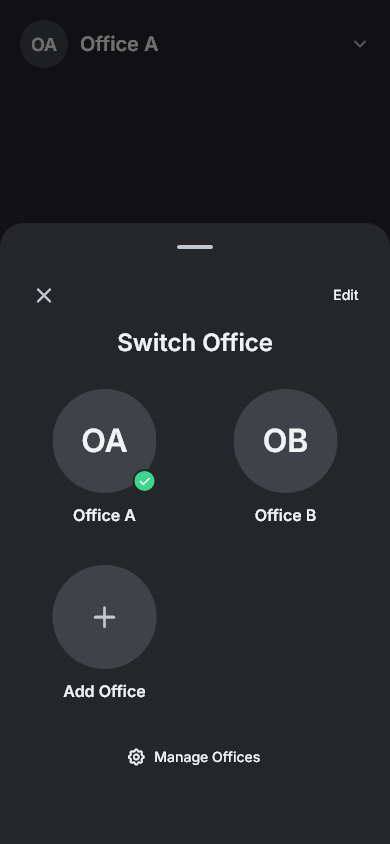 OA Office A
Edit
Switch Office
OA
OB
Office A
Office B
Add Office
Manage Offices